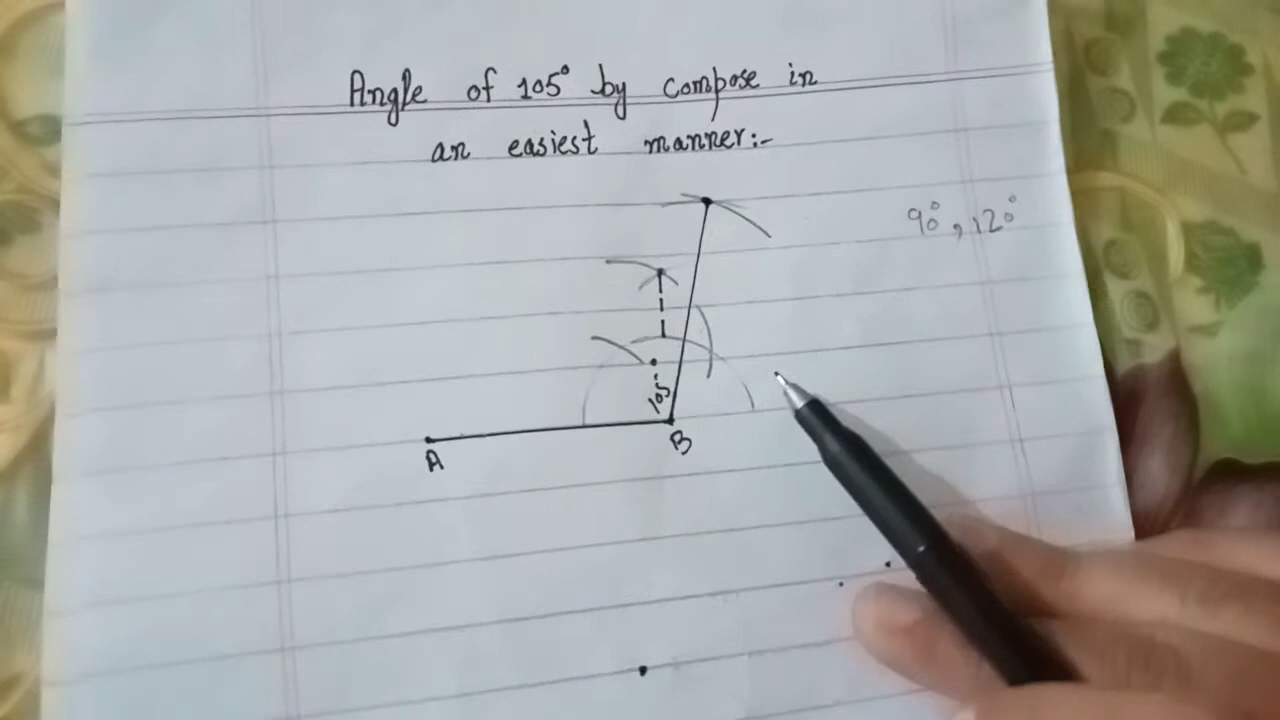 Angle of 105° by compose in
an easiest manner:-
90°, 120°
105°
A
B